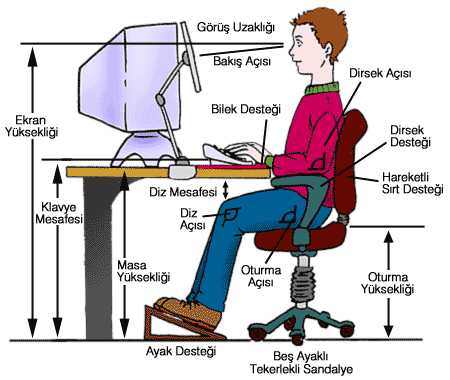 Görüş Uzaklığı
Bakış Açısı
Dirsek Açısı
Ekran
Yüksekliği
Bilek Desteği
Dirsek
Desteği
Hareketli
Sırt Desteği
Diz Mesafesi
Klavye
Mesafesi
Diz
Açısı
Masa
Yüksekliği
Oturma
Açısı
Oturma
Yüksekliği
Ayak Desteği
Beş Ayaklı
Tekerlekli Sandalye